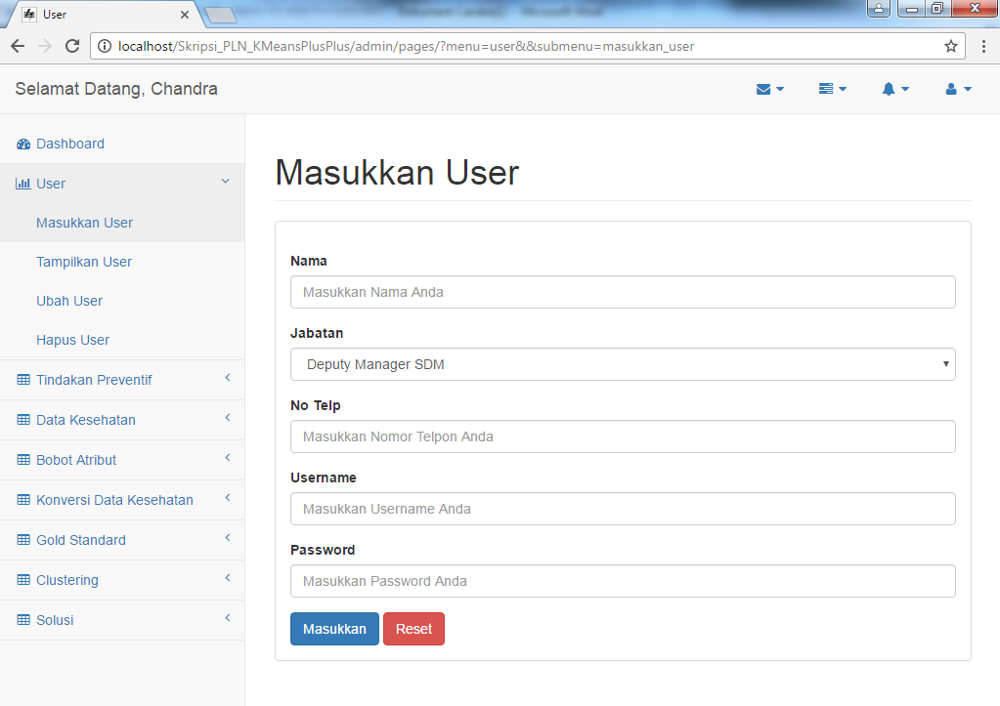 User
localhost/Skripsi_PLN_KMeansPlusPlus/admin/pages/?menu=user&&submenu=masukkan_user
Selamat Datang, Chandra
Dashboard
User
Masukkan User
Tampilkan User
Ubah User
Hapus User
Tindakan Preventif
Data Kesehatan
Bobot Atribut
Konversi Data Kesehatan
Gold Standard
Clustering
Solusi
Masukkan User
Nama
Masukkan Nama Anda
Jabatan
Deputy Manager SDM
No Telp
Masukkan Nomor Telpon Anda
Username
Masukkan Username Anda
Password
Masukkan Password Anda
Masukkan Reset